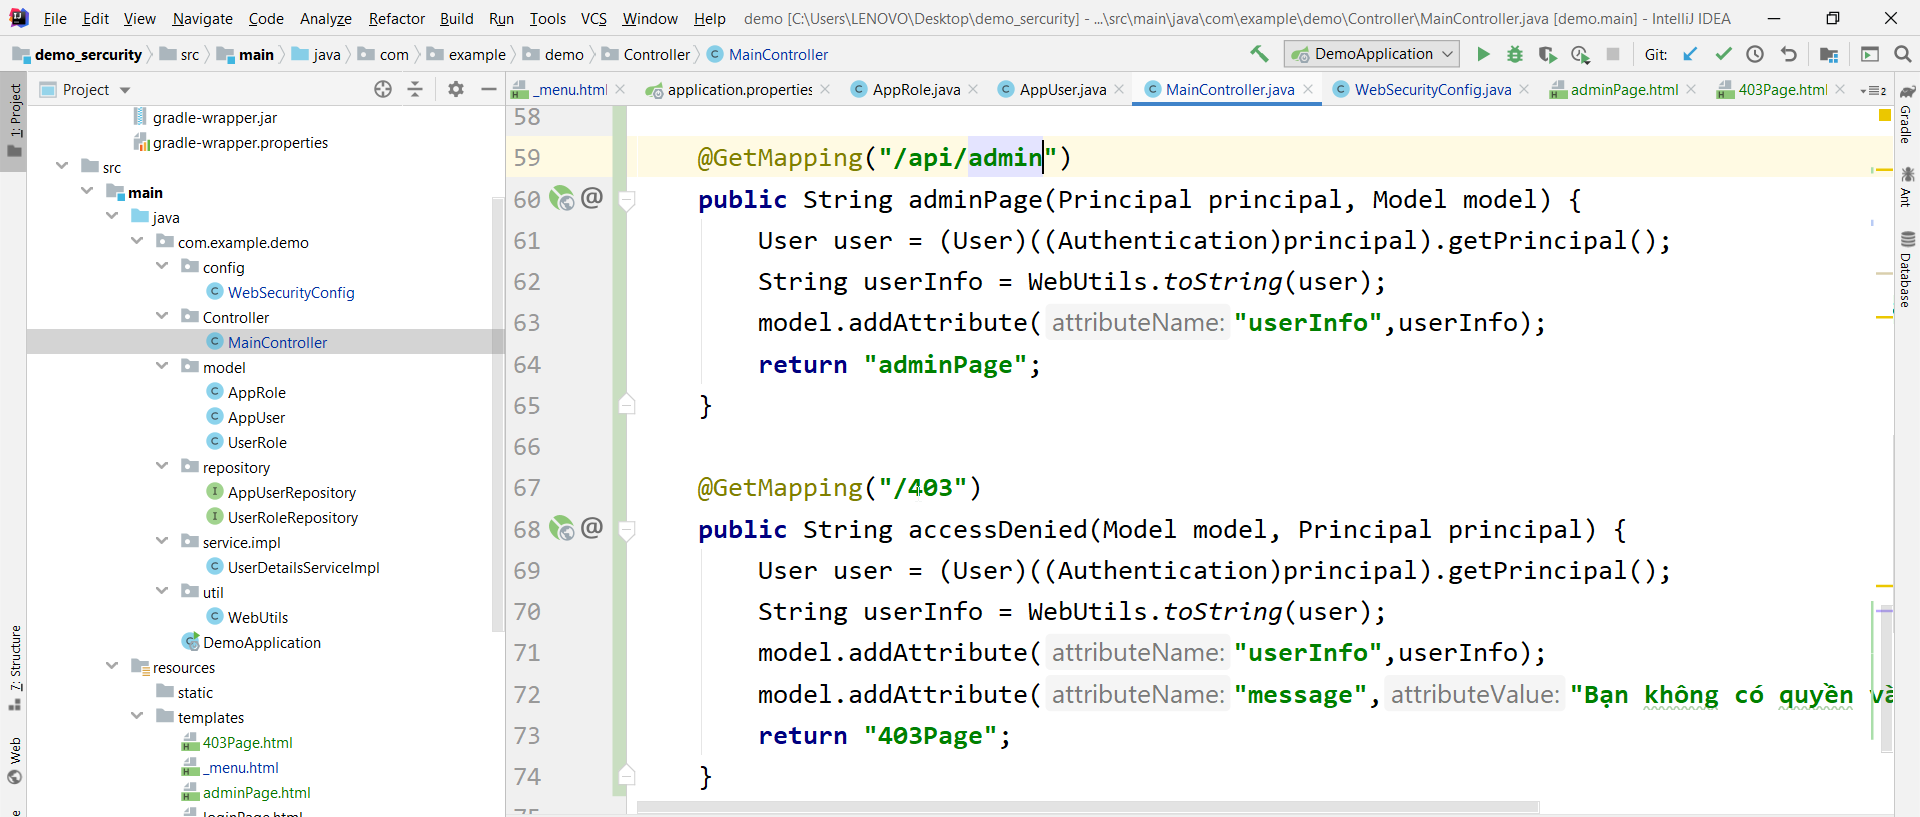 File Edit View Navigate Code Analyze Refactor Build Run Tools VCS Window Help demo [C:\Users\LENOVO\Desktop\demo_sercurity] - ...\src\main\java\com\example\demo\Controller\MainController.java [demo.main] - IntelliJ IDEA
demo_sercurity src main java com example demo Controller MainController DemoApplication Git:
Project
_menu.html application.properties AppRole.java AppUser.java MainController.java WebSecurityConfig.java adminPage.html 403Page.html 2
1: Project
7: Structure
Web
gradle-wrapper.jar
gradle-wrapper.properties
src
main
java
com.example.demo
config
WebSecurityConfig
Controller
MainController
model
AppRole
AppUser
UserRole
repository
AppUserRepository
UserRoleRepository
service.impl
UserDetailsServiceImpl
util
WebUtils
DemoApplication
resources
static
templates
403Page.html
_menu.html
adminPage.html
loginPage.html
58
59 @GetMapping("/api/admin")
60 @ public String adminPage(Principal principal, Model model) {
61 User user = (User)((Authentication)principal).getPrincipal();
62 String userInfo = WebUtils.toString(user);
63 model.addAttribute( attributeName: "userInfo",userInfo);
64 return "adminPage";
65 }
66
67 @GetMapping("/403")
68 @ public String accessDenied(Model model, Principal principal) {
69 User user = (User)((Authentication)principal).getPrincipal();
70 String userInfo = WebUtils.toString(user);
71 model.addAttribute( attributeName: "userInfo",userInfo);
72 model.addAttribute( attributeName: "message", attributeValue: "Bạn không có quyền và
73 return "403Page";
74 }
75
Gradle
Ant
Database